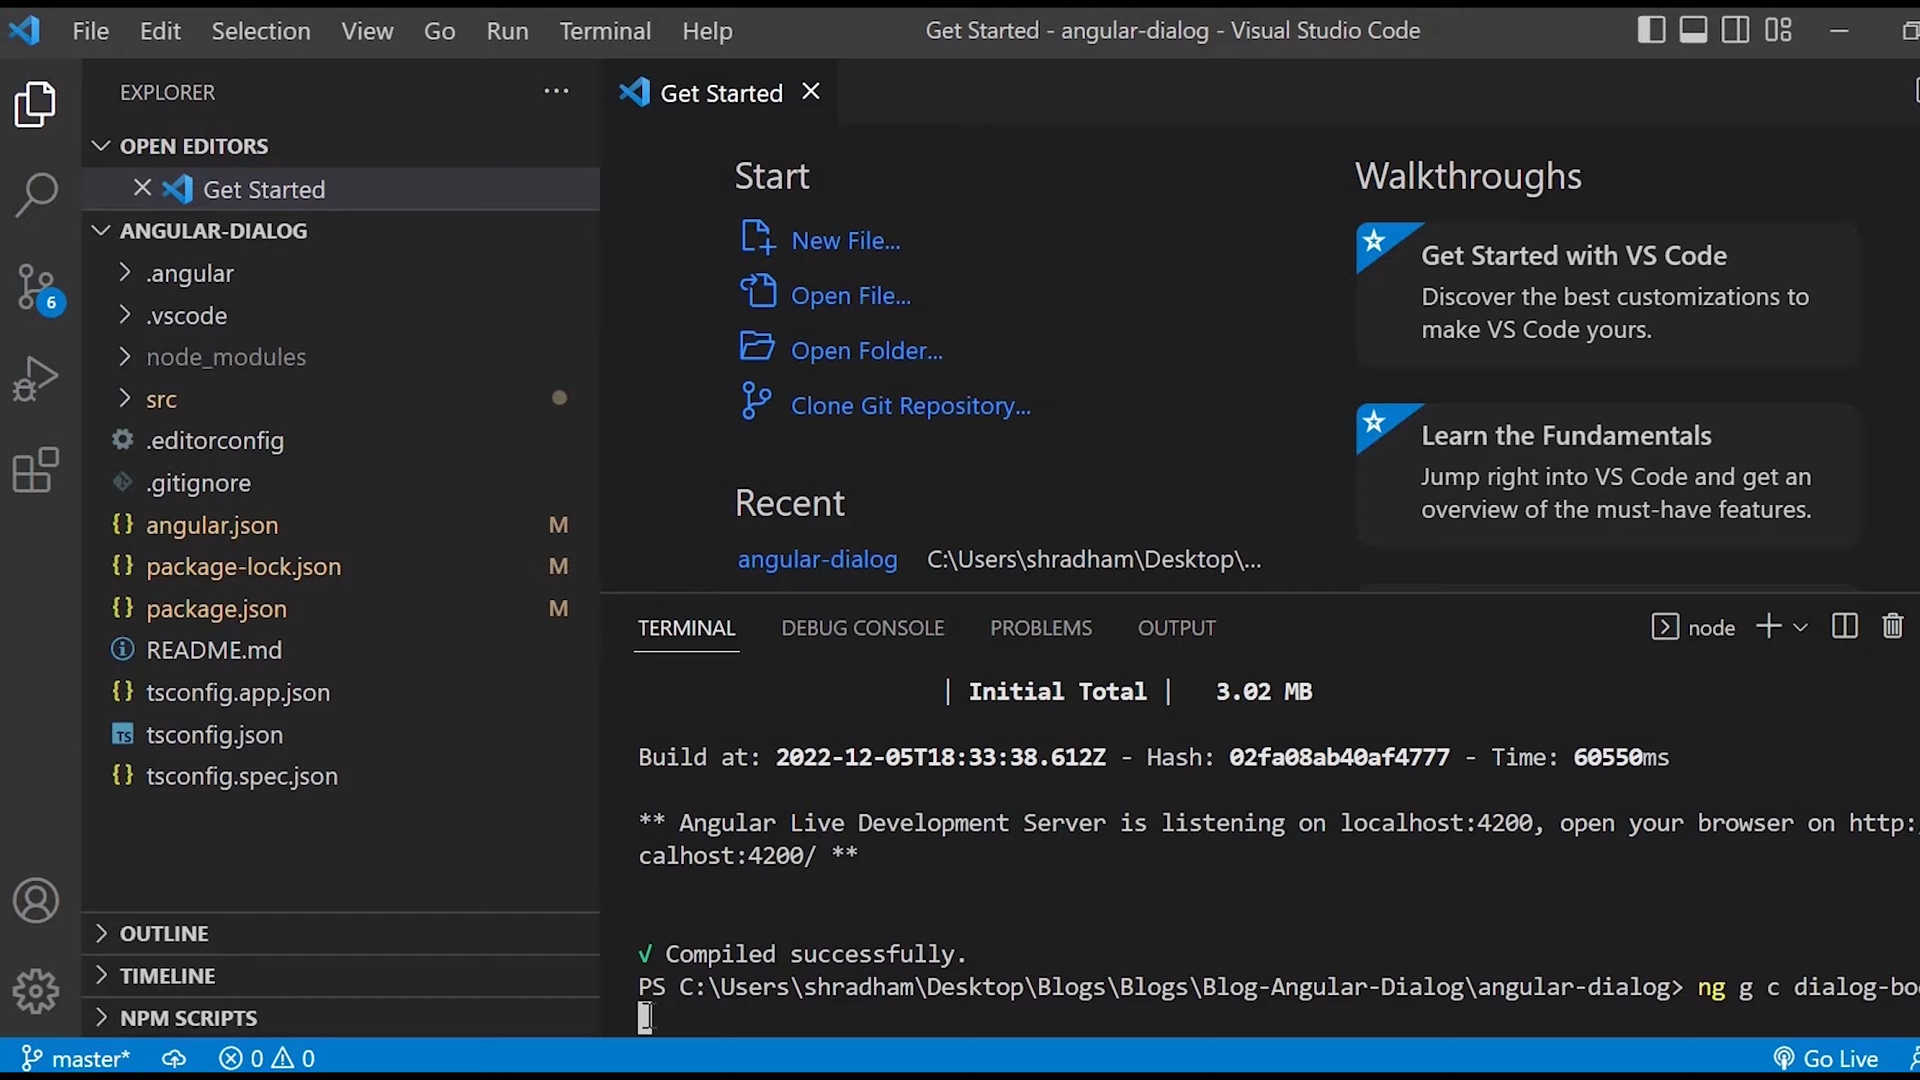 File Edit Selection View Go Run Terminal Help
Get Started - angular-dialog - Visual Studio Code
EXPLORER
OPEN EDITORS
Get Started
ANGULAR-DIALOG
.angular
.vscode
node_modules
src
.editorconfig
.gitignore
angular.json M
package-lock.json M
package.json M
README.md
tsconfig.app.json
TS tsconfig.json
tsconfig.spec.json
OUTLINE
TIMELINE
NPM SCRIPTS
6
Get Started
Start
New File...
Open File...
Open Folder...
Clone Git Repository...
Recent
angular-dialog C:\Users\shradham\Desktop\...
Walkthroughs
Get Started with VS Code
Discover the best customizations to
make VS Code yours.
Learn the Fundamentals
Jump right into VS Code and get an
overview of the must-have features.
TERMINAL DEBUG CONSOLE PROBLEMS OUTPUT
node
| Initial Total | 3.02 MB
Build at: 2022-12-05T18:33:38.612Z - Hash: 02fa08ab40af4777 - Time: 60550ms
** Angular Live Development Server is listening on localhost:4200, open your browser on http:
calhost:4200/ **
√ Compiled successfully.
PS C:\Users\shradham\Desktop\Blogs\Blogs\Blog-Angular-Dialog\angular-dialog> ng g c dialog-bo
master* 0 0
Go Live